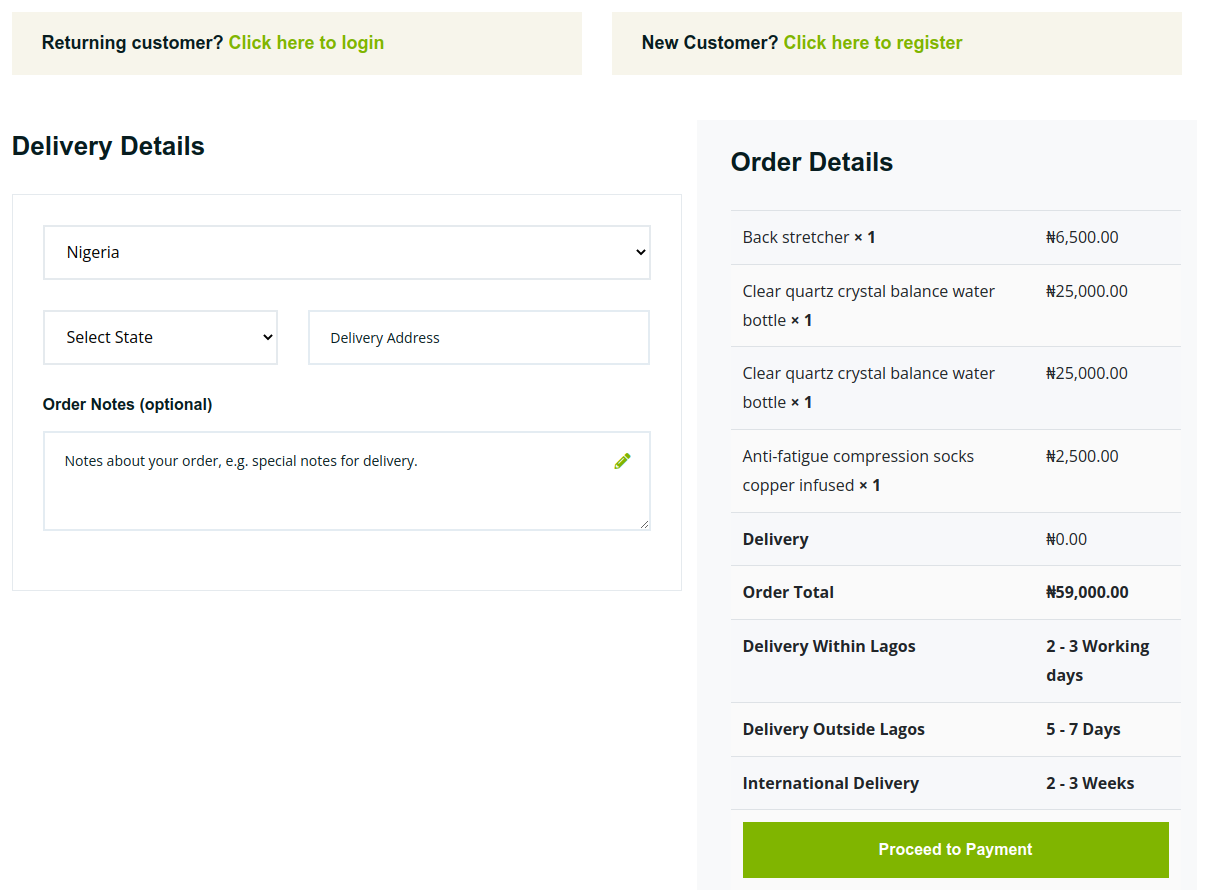 Returning customer? Click here to login
New Customer? Click here to register
Delivery Details
Nigeria
Select State
Delivery Address
Order Notes (optional)
Notes about your order, e.g. special notes for delivery.
Order Details
Back stretcher × 1 ₦6,500.00
Clear quartz crystal balance water ₦25,000.00
bottle × 1
Clear quartz crystal balance water ₦25,000.00
bottle × 1
Anti-fatigue compression socks ₦2,500.00
copper infused × 1
Delivery ₦0.00
Order Total ₦59,000.00
Delivery Within Lagos 2 - 3 Working
days
Delivery Outside Lagos 5 - 7 Days
International Delivery 2 - 3 Weeks
Proceed to Payment